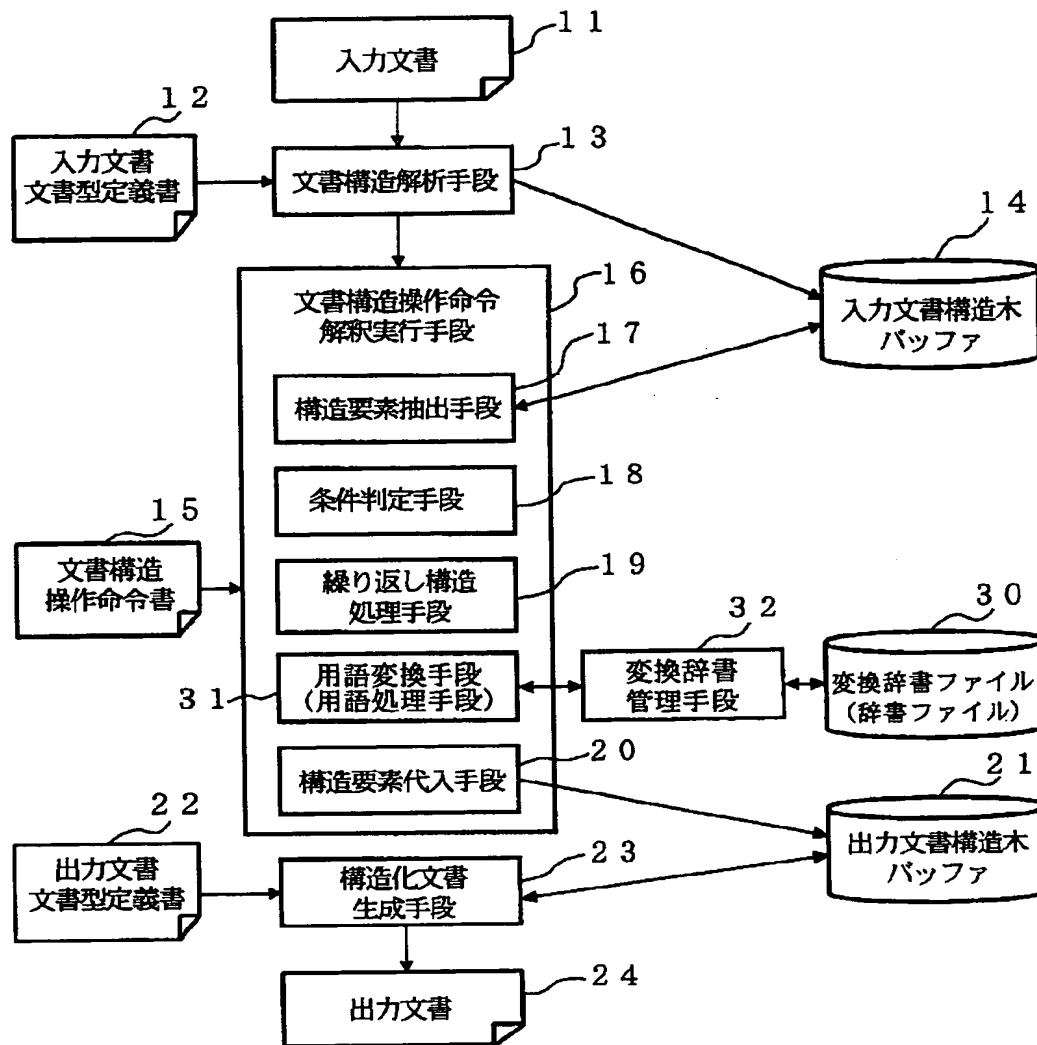 11
入力文書
12
入力文書
文書型定義書
13
文書構造解析手段
14
入力文書構造木
バッファ
16
文書構造操作命令
解釈実行手段
17
構造要素抽出手段
18
条件判定手段
15
文書構造
操作命令書
19
繰り返し構造
処理手段
31
用語変換手段
(用語処理手段)
32
変換辞書
管理手段
30
変換辞書ファイル
(辞書ファイル)
20
構造要素代入手段
21
出力文書構造木
バッファ
22
出力文書
文書型定義書
23
構造化文書
生成手段
24
出力文書